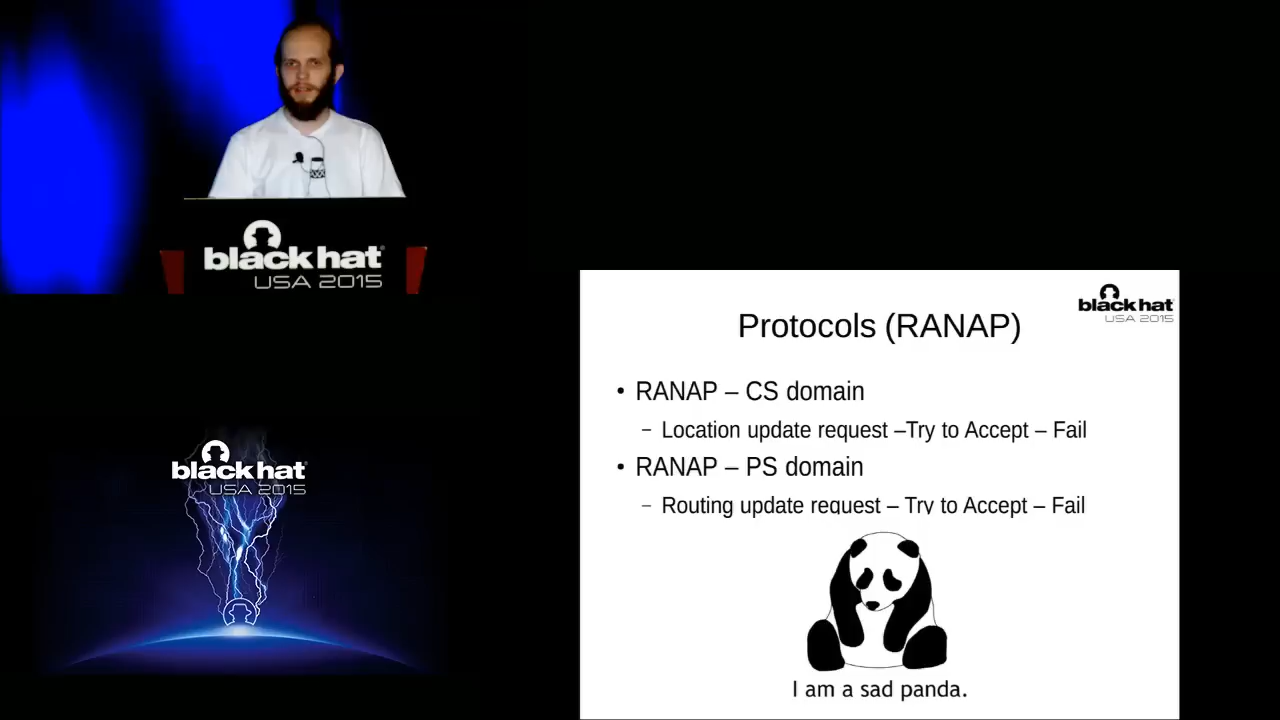 black hat
USA 2015
black hat
USA 2015
Protocols (RANAP)
• RANAP – CS domain
– Location update request –Try to Accept – Fail
• RANAP – PS domain
– Routing update request – Try to Accept – Fail
I am a sad panda.
black hat
USA 2015